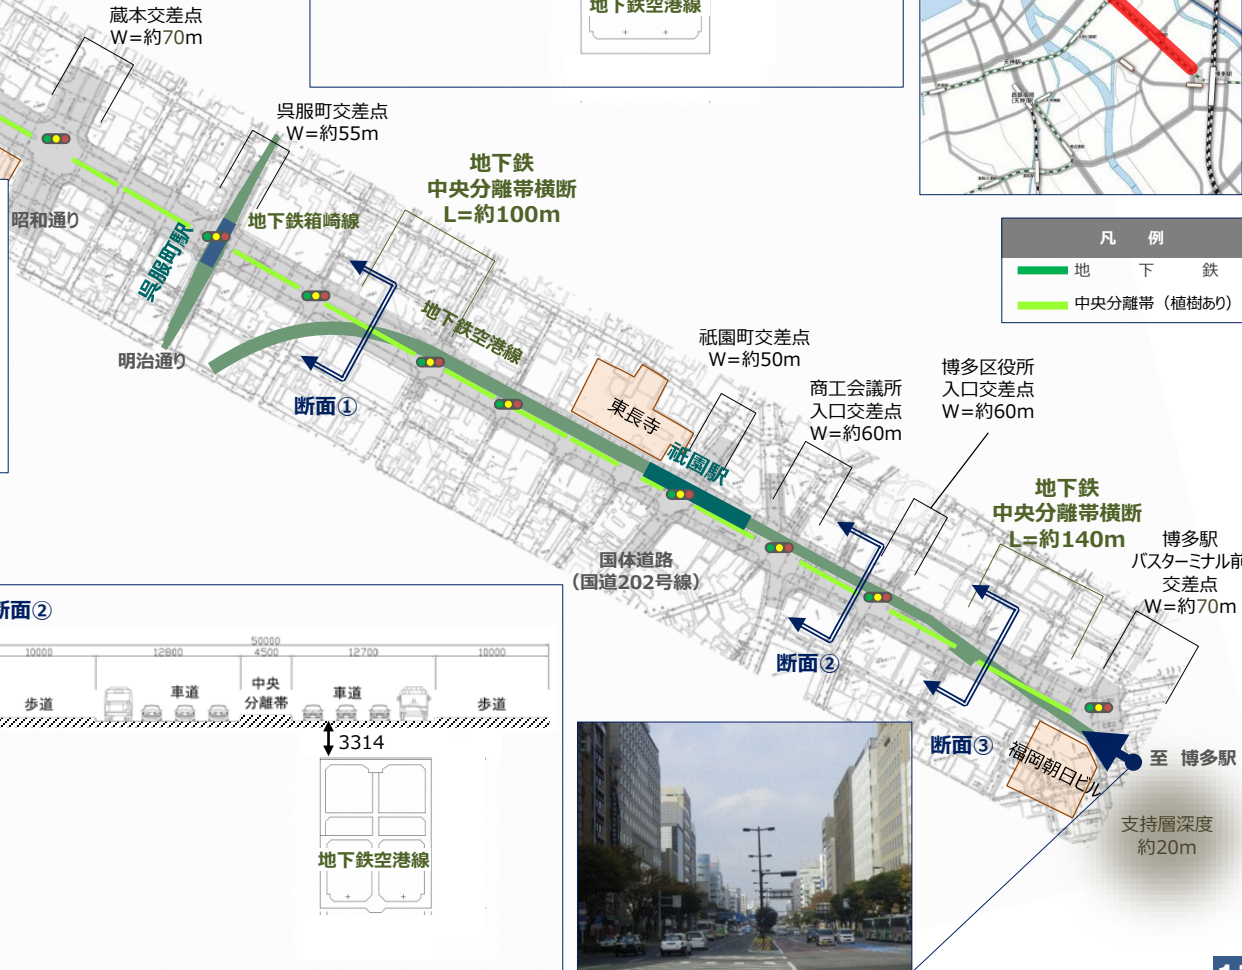 蔵本交差点
W=約70m
地下鉄空港線
呉服町交差点
W=約55m
地下鉄
中央分離帯横断
L=約100m
昭和通り
呉服町駅
地下鉄箱崎線
凡 例
地 下 鉄
中央分離帯（植樹あり）
地下鉄空港線
明治通り
断面①
祇園町交差点
W=約50m
東長寺
祇園駅
商工会議所
入口交差点
W=約60m
博多区役所
入口交差点
W=約60m
地下鉄
中央分離帯横断
L=約140m
博多駅
バスターミナル前
交差点
W=約70m
国体道路
（国道202号線）
断面②
断面③
福岡朝日ビル
至 博多駅
支持層深度
約20m
断面②
50000
10000 12800 4500 12700 10000
歩道 車道 中央
分離帯 車道 歩道
3314
地下鉄空港線